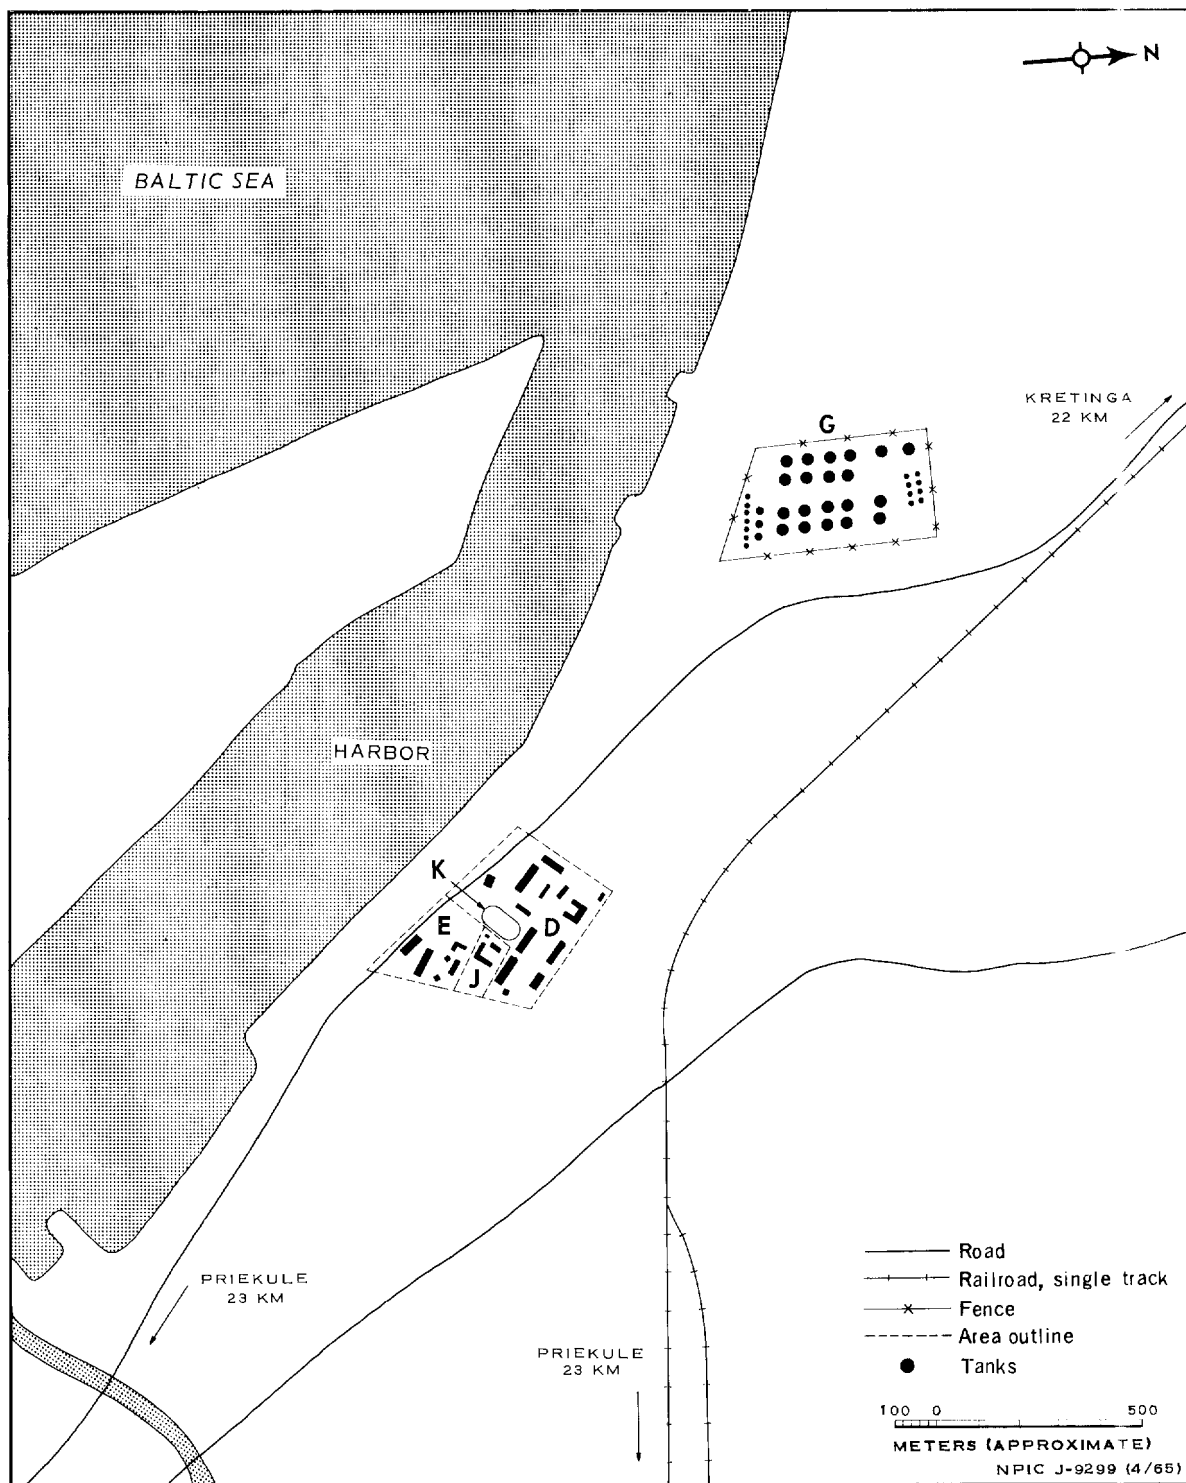 N
BALTIC SEA
KRETINGA
22 KM
G
HARBOR
K
E
D
J
PRIEKULE
23 KM
PRIEKULE
23 KM
Road
Railroad, single track
Fence
Area outline
Tanks
100 0 500
METERS (APPROXIMATE)
NPIC J-9299 (4/65)